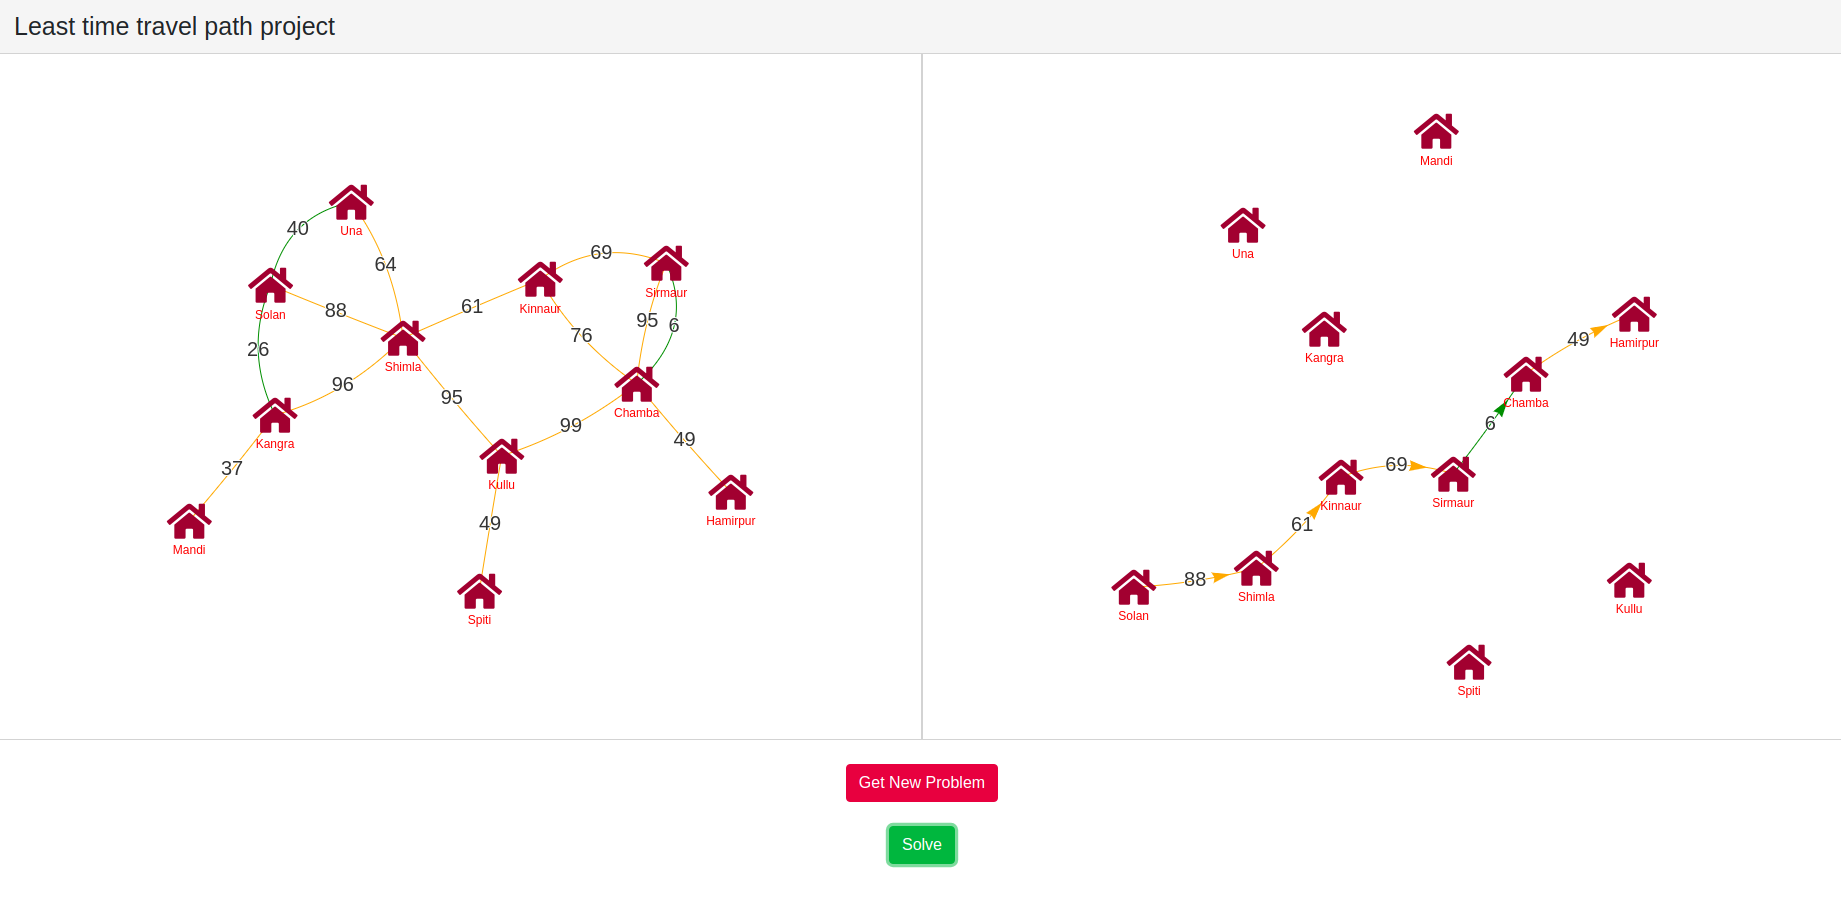 Least time travel path project
40
Una
64
Solan
88
26
96
Shimla
61
Kinnaur
69
Sirmaur
76
95
6
Chamba
95
99
49
Kangra
37
Kullu
Hamirpur
Mandi
49
Spiti
Mandi
Una
Kangra
49
Hamirpur
Chamba
6
69
Kinnaur
Sirmaur
61
88
Shimla
Solan
Kullu
Spiti
Get New Problem
Solve